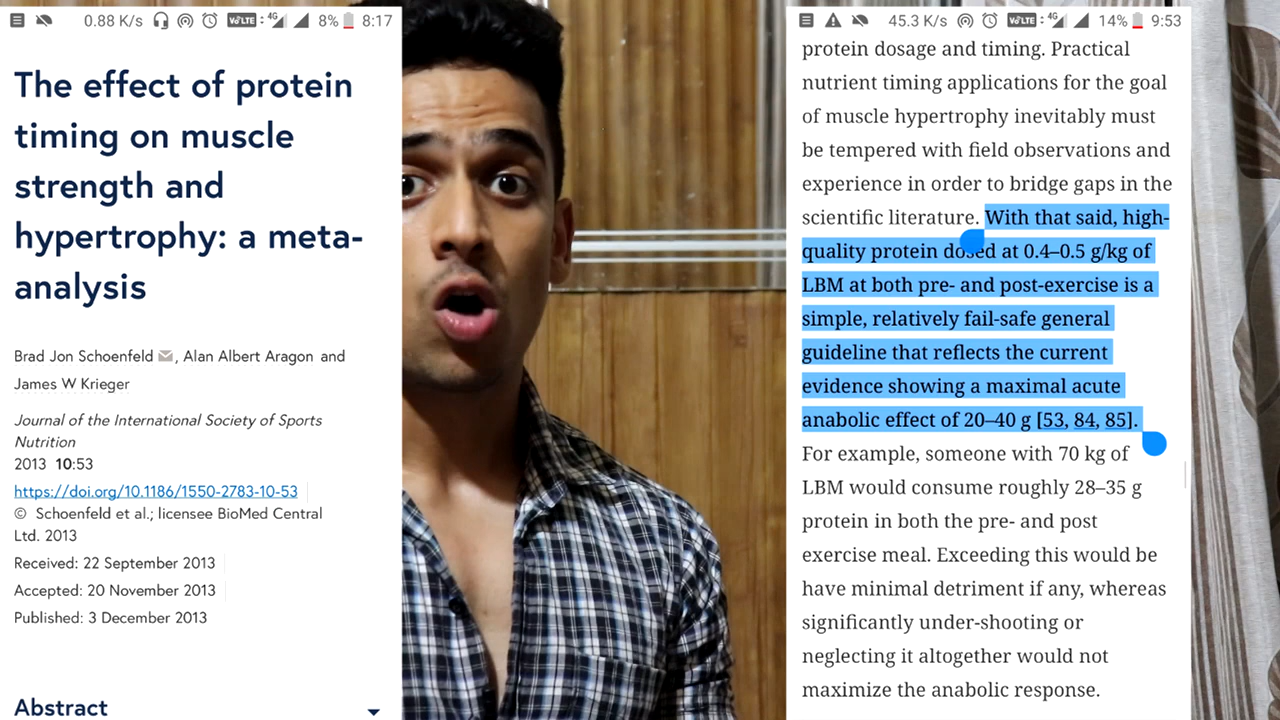 0.88 K/s VoLTE 4G 8% 8:17
The effect of protein
timing on muscle
strength and
hypertrophy: a meta-
analysis
Brad Jon Schoenfeld, Alan Albert Aragon and
James W Krieger
Journal of the International Society of Sports
Nutrition
2013 10:53
https://doi.org/10.1186/1550-2783-10-53
© Schoenfeld et al.; licensee BioMed Central
Ltd. 2013
Received: 22 September 2013
Accepted: 20 November 2013
Published: 3 December 2013
Abstract
45.3 K/s VoLTE 4G 14% 9:53
protein dosage and timing. Practical
nutrient timing applications for the goal
of muscle hypertrophy inevitably must
be tempered with field observations and
experience in order to bridge gaps in the
scientific literature. With that said, high-
quality protein dosed at 0.4–0.5 g/kg of
LBM at both pre- and post-exercise is a
simple, relatively fail-safe general
guideline that reflects the current
evidence showing a maximal acute
anabolic effect of 20–40 g [53, 84, 85].
For example, someone with 70 kg of
LBM would consume roughly 28–35 g
protein in both the pre- and post
exercise meal. Exceeding this would be
have minimal detriment if any, whereas
significantly under-shooting or
neglecting it altogether would not
maximize the anabolic response.